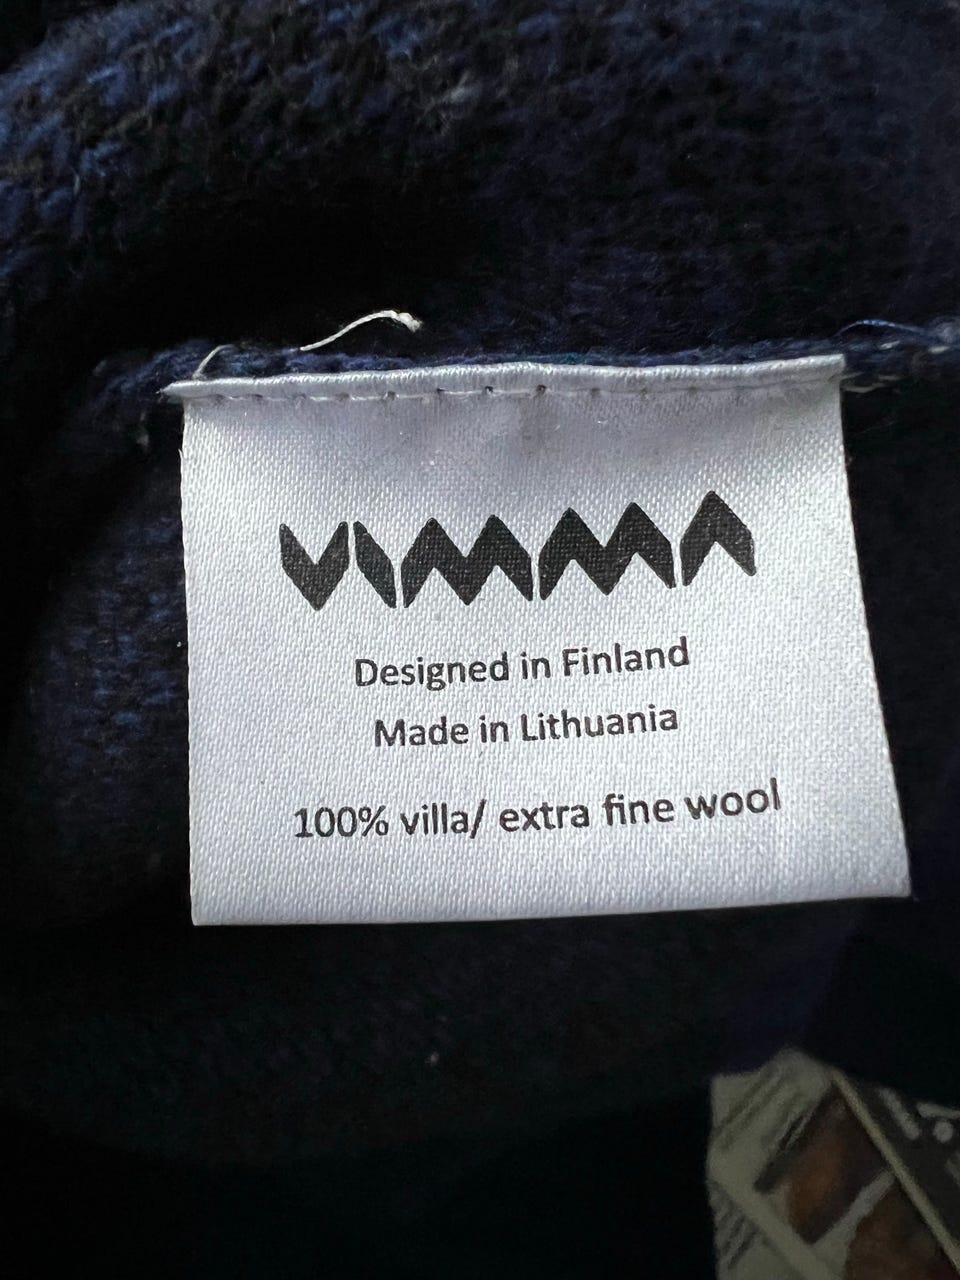 VIMMA
Designed in Finland
Made in Lithuania
100% villa/ extra fine wool